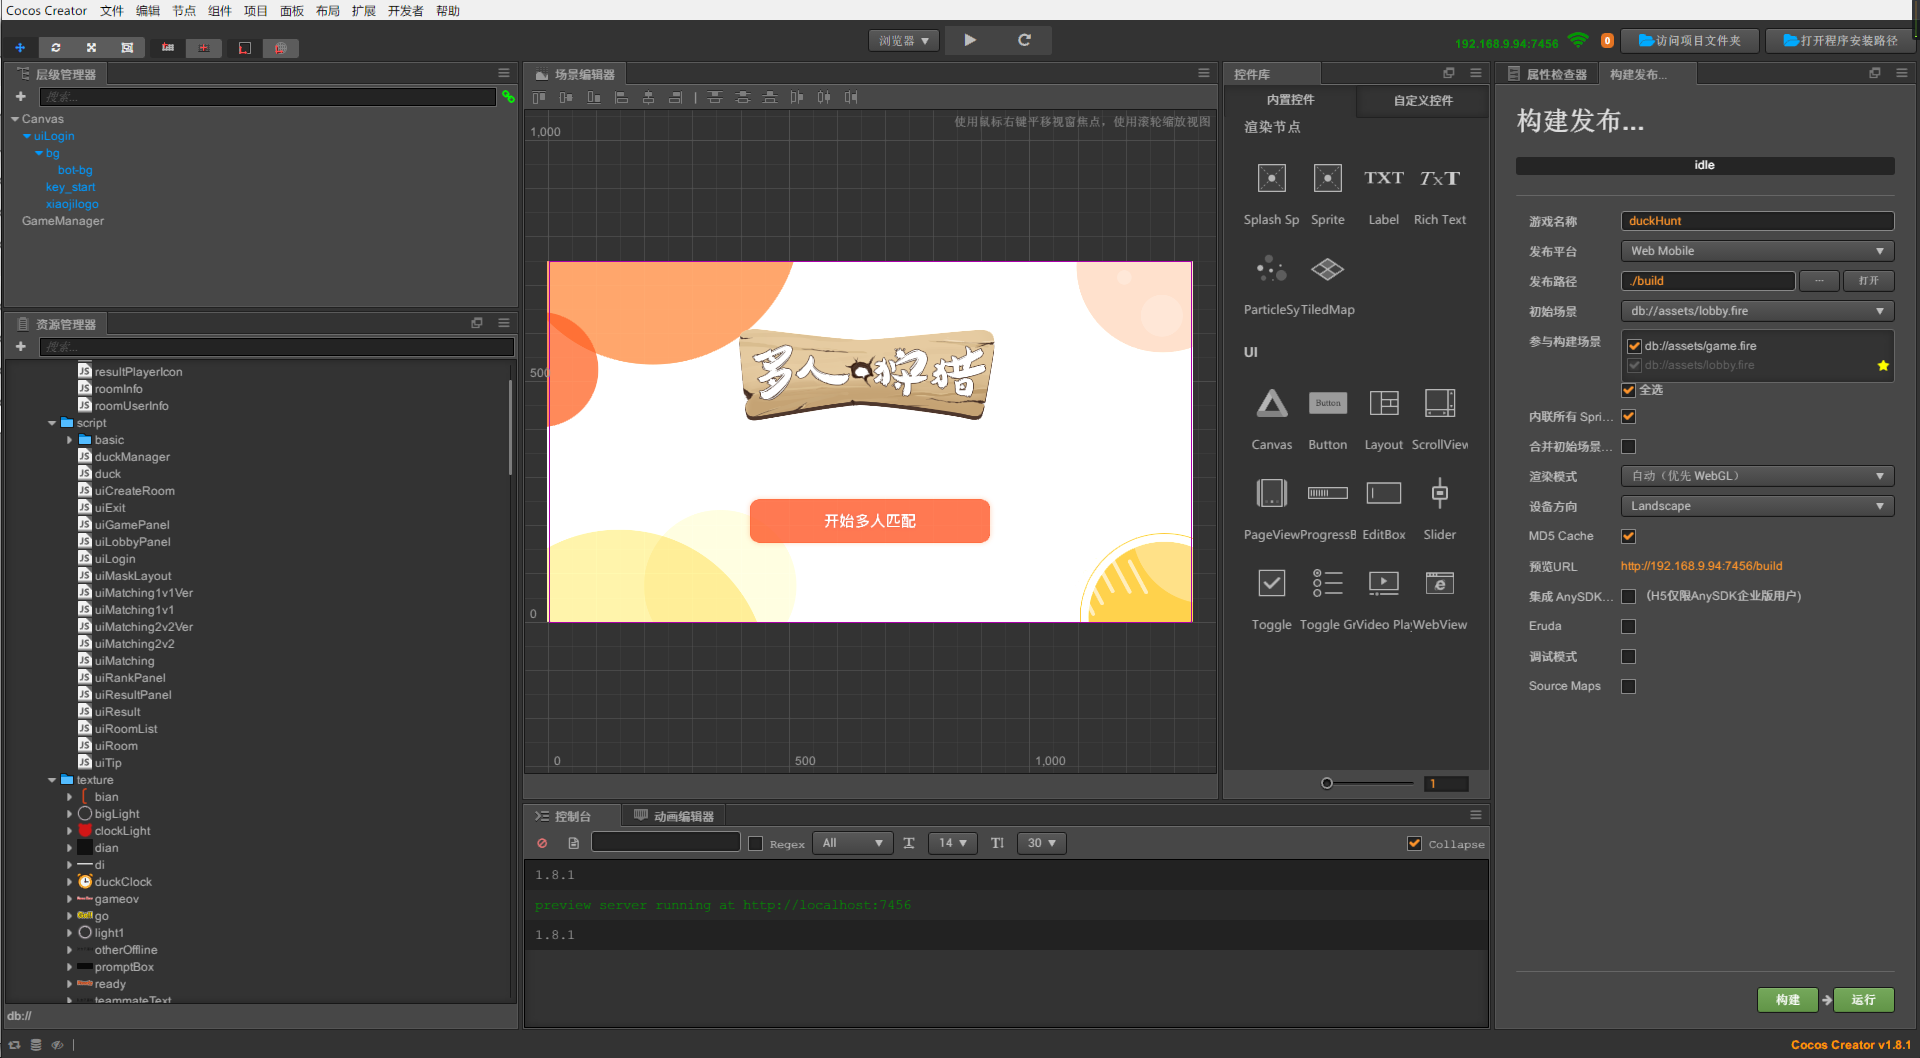 Cocos Creator 文件 编辑 节点 组件 项目 面板 布局 扩展 开发者 帮助
浏览器
192.168.9.94:7456
0
访问项目文件夹
打开程序安装路径
层级管理器
搜索...
Canvas
uiLogin
bg
bot-bg
key_start
xiaojilogo
GameManager
资源管理器
搜索...
resultPlayerIcon
roomInfo
roomUserInfo
script
basic
duckManager
duck
uiCreateRoom
uiExit
uiGamePanel
uiLobbyPanel
uiLogin
uiMaskLayout
uiMatching1v1Ver
uiMatching1v1
uiMatching2v2Ver
uiMatching2v2
uiMatching
uiRankPanel
uiResultPanel
uiResult
uiRoomList
uiRoom
uiTip
texture
bian
bigLight
clockLight
dian
di
duckClock
gameov
go
light1
otherOffline
promptBox
ready
teammateText
db://
场景编辑器
使用鼠标右键平移视窗焦点，使用滚轮缩放视图
1,000
500
0
0 500 1,000
多人狩猎
开始多人匹配
控件库
内置控件 自定义控件
渲染节点
Splash Sp Sprite Label Rich Text
TXT TXT
ParticleSy TiledMap
UI
Button
Canvas Button Layout ScrollView
PageView ProgressB EditBox Slider
Toggle Toggle Gr Video Pla WebView
1
控制台 动画编辑器
Regex All 14 30 Collapse
1.8.1
preview server running at http://localhost:7456
1.8.1
属性检查器 构建发布...
构建发布...
idle
游戏名称 duckHunt
发布平台 Web Mobile
发布路径 ./build ... 打开
初始场景 db://assets/lobby.fire
参与构建场景 db://assets/game.fire
db://assets/lobby.fire
全选
内联所有 Spri...
合并初始场景...
渲染模式 自动（优先 WebGL）
设备方向 Landscape
MD5 Cache
预览URL http://192.168.9.94:7456/build
集成 AnySDK... （H5仅限AnySDK企业版用户）
Eruda
调试模式
Source Maps
构建 运行
Cocos Creator v1.8.1